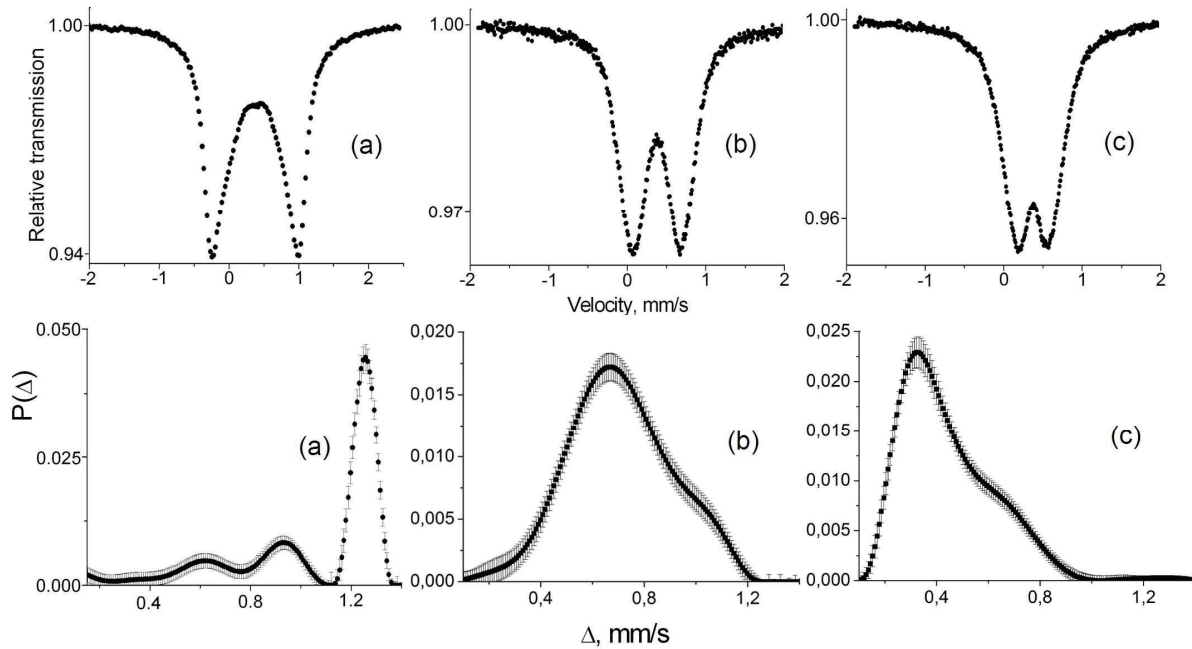 1.00
0.94
Relative transmission
(a)
-2 -1 0 1 2
1.00
0.97
(b)
-2 -1 0 1 2
Velocity, mm/s
1.00
0.96
(c)
-2 -1 0 1 2
0.050
0.025
0.000
P(Δ)
(a)
0.4 0.8 1.2
0,020
0,015
0,010
0,005
0,000
(b)
0,4 0,8 1,2
Δ, mm/s
0,025
0,020
0,015
0,010
0,005
0,000
(c)
0,4 0,8 1,2